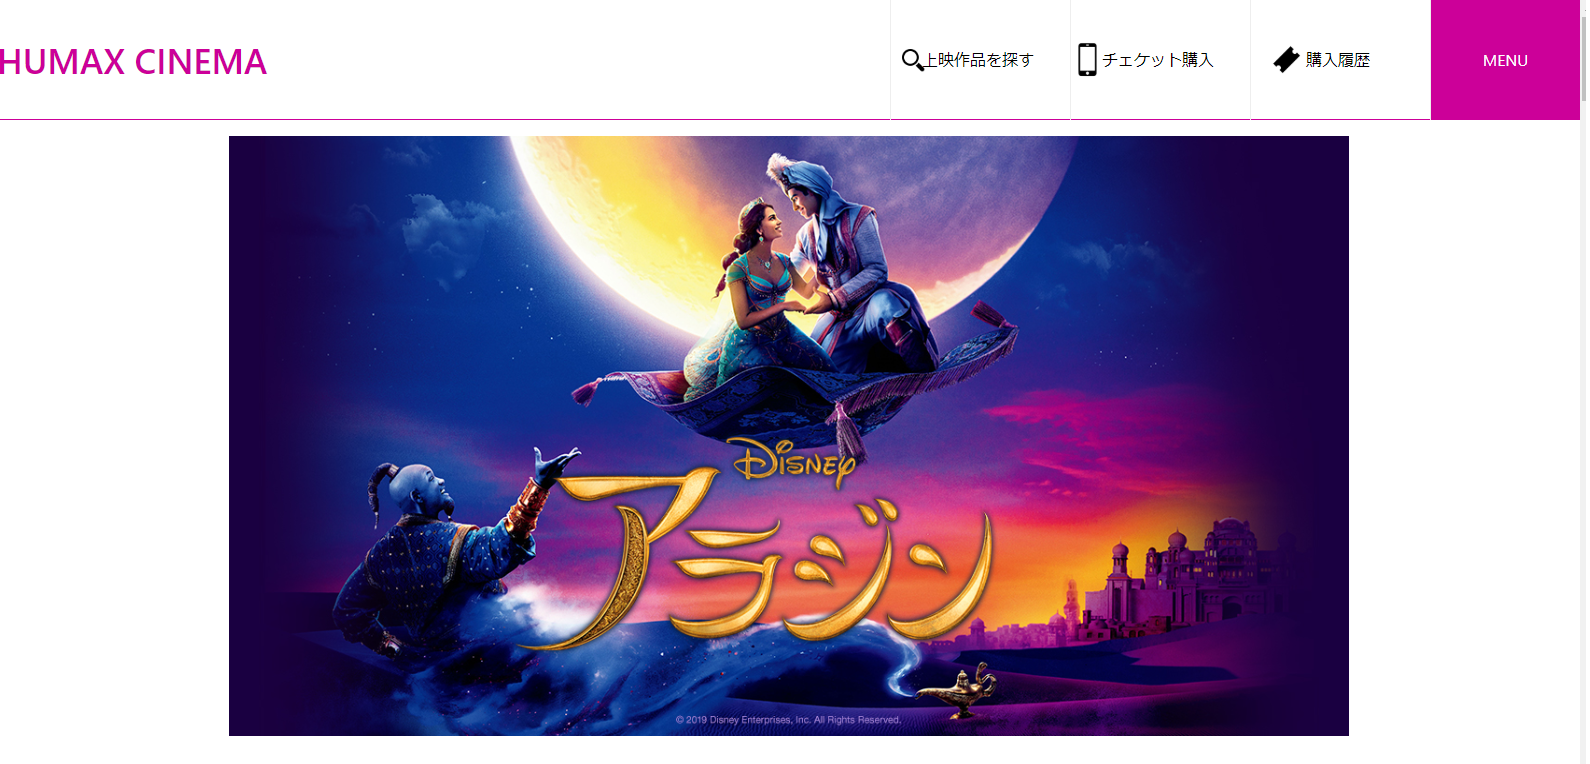 HUMAX CINEMA
上映作品を探す
チェケット購入
購入履歴
MENU
DISNEY
アラジン
© 2019 Disney Enterprises, Inc. All Rights Reserved.